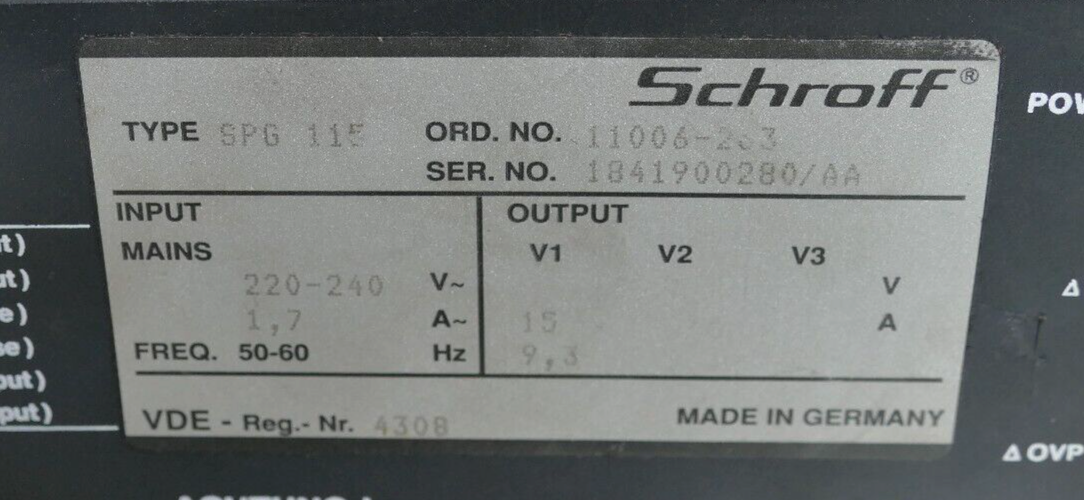 Schroff®
TYPE SPG 115 ORD. NO.
SER. NO. 1841900280/AA
INPUT OUTPUT
MAINS V1 V2 V3
220-240 V~ V
1,7 A~ 15 A
FREQ. 50-60 Hz 9,3
VDE - Reg.- Nr. 4308 MADE IN GERMANY
Δ
Δ OVP